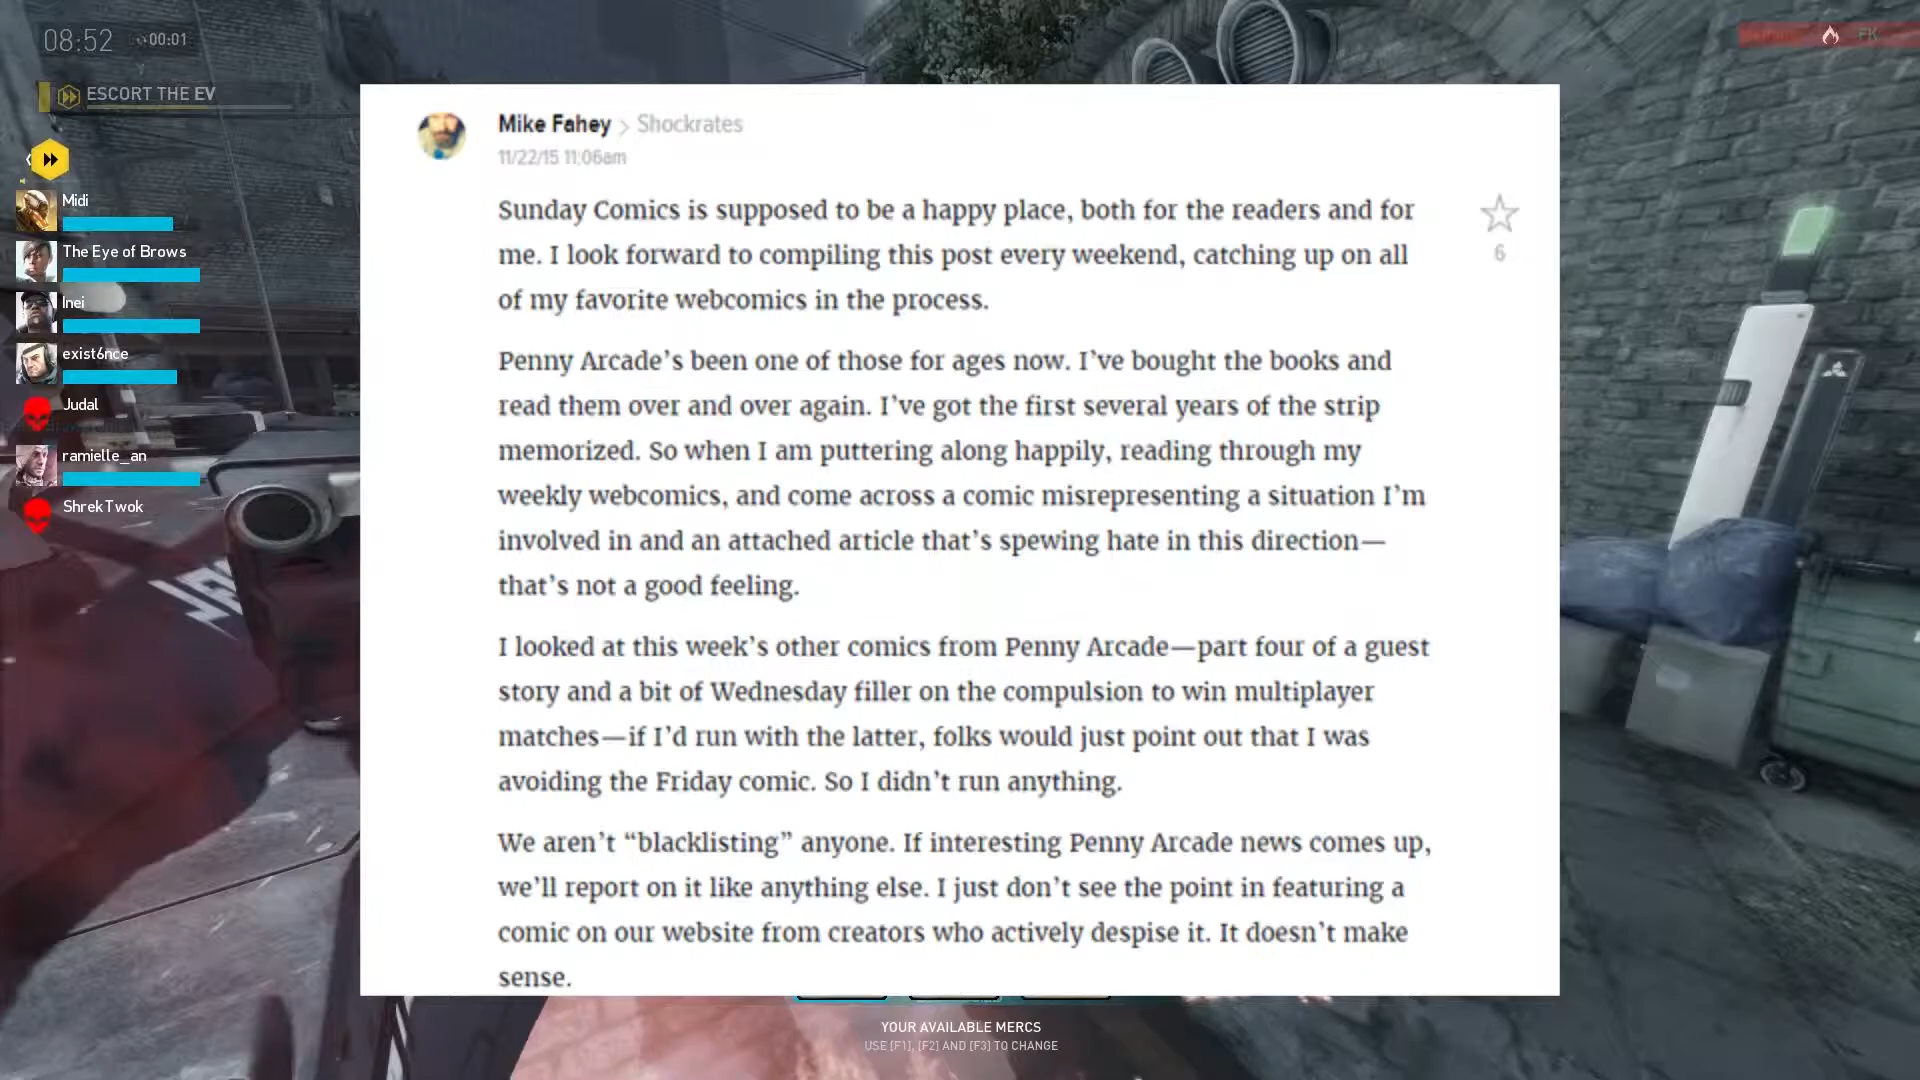 08:52
00:01
ESCORT THE EV
Midi
The Eye of Brows
Inei
exist6nce
Judal
ramielle_an
ShrekTwok
FK
Mike Fahey > Shockrates
11/22/15 11:06am
Sunday Comics is supposed to be a happy place, both for the readers and for
me. I look forward to compiling this post every weekend, catching up on all
of my favorite webcomics in the process.
6
Penny Arcade’s been one of those for ages now. I’ve bought the books and
read them over and over again. I’ve got the first several years of the strip
memorized. So when I am puttering along happily, reading through my
weekly webcomics, and come across a comic misrepresenting a situation I’m
involved in and an attached article that’s spewing hate in this direction—
that’s not a good feeling.
I looked at this week’s other comics from Penny Arcade—part four of a guest
story and a bit of Wednesday filler on the compulsion to win multiplayer
matches—if I’d run with the latter, folks would just point out that I was
avoiding the Friday comic. So I didn’t run anything.
We aren’t “blacklisting” anyone. If interesting Penny Arcade news comes up,
we’ll report on it like anything else. I just don’t see the point in featuring a
comic on our website from creators who actively despise it. It doesn’t make
sense.
YOUR AVAILABLE MERCS
USE [F1], [F2] AND [F3] TO CHANGE